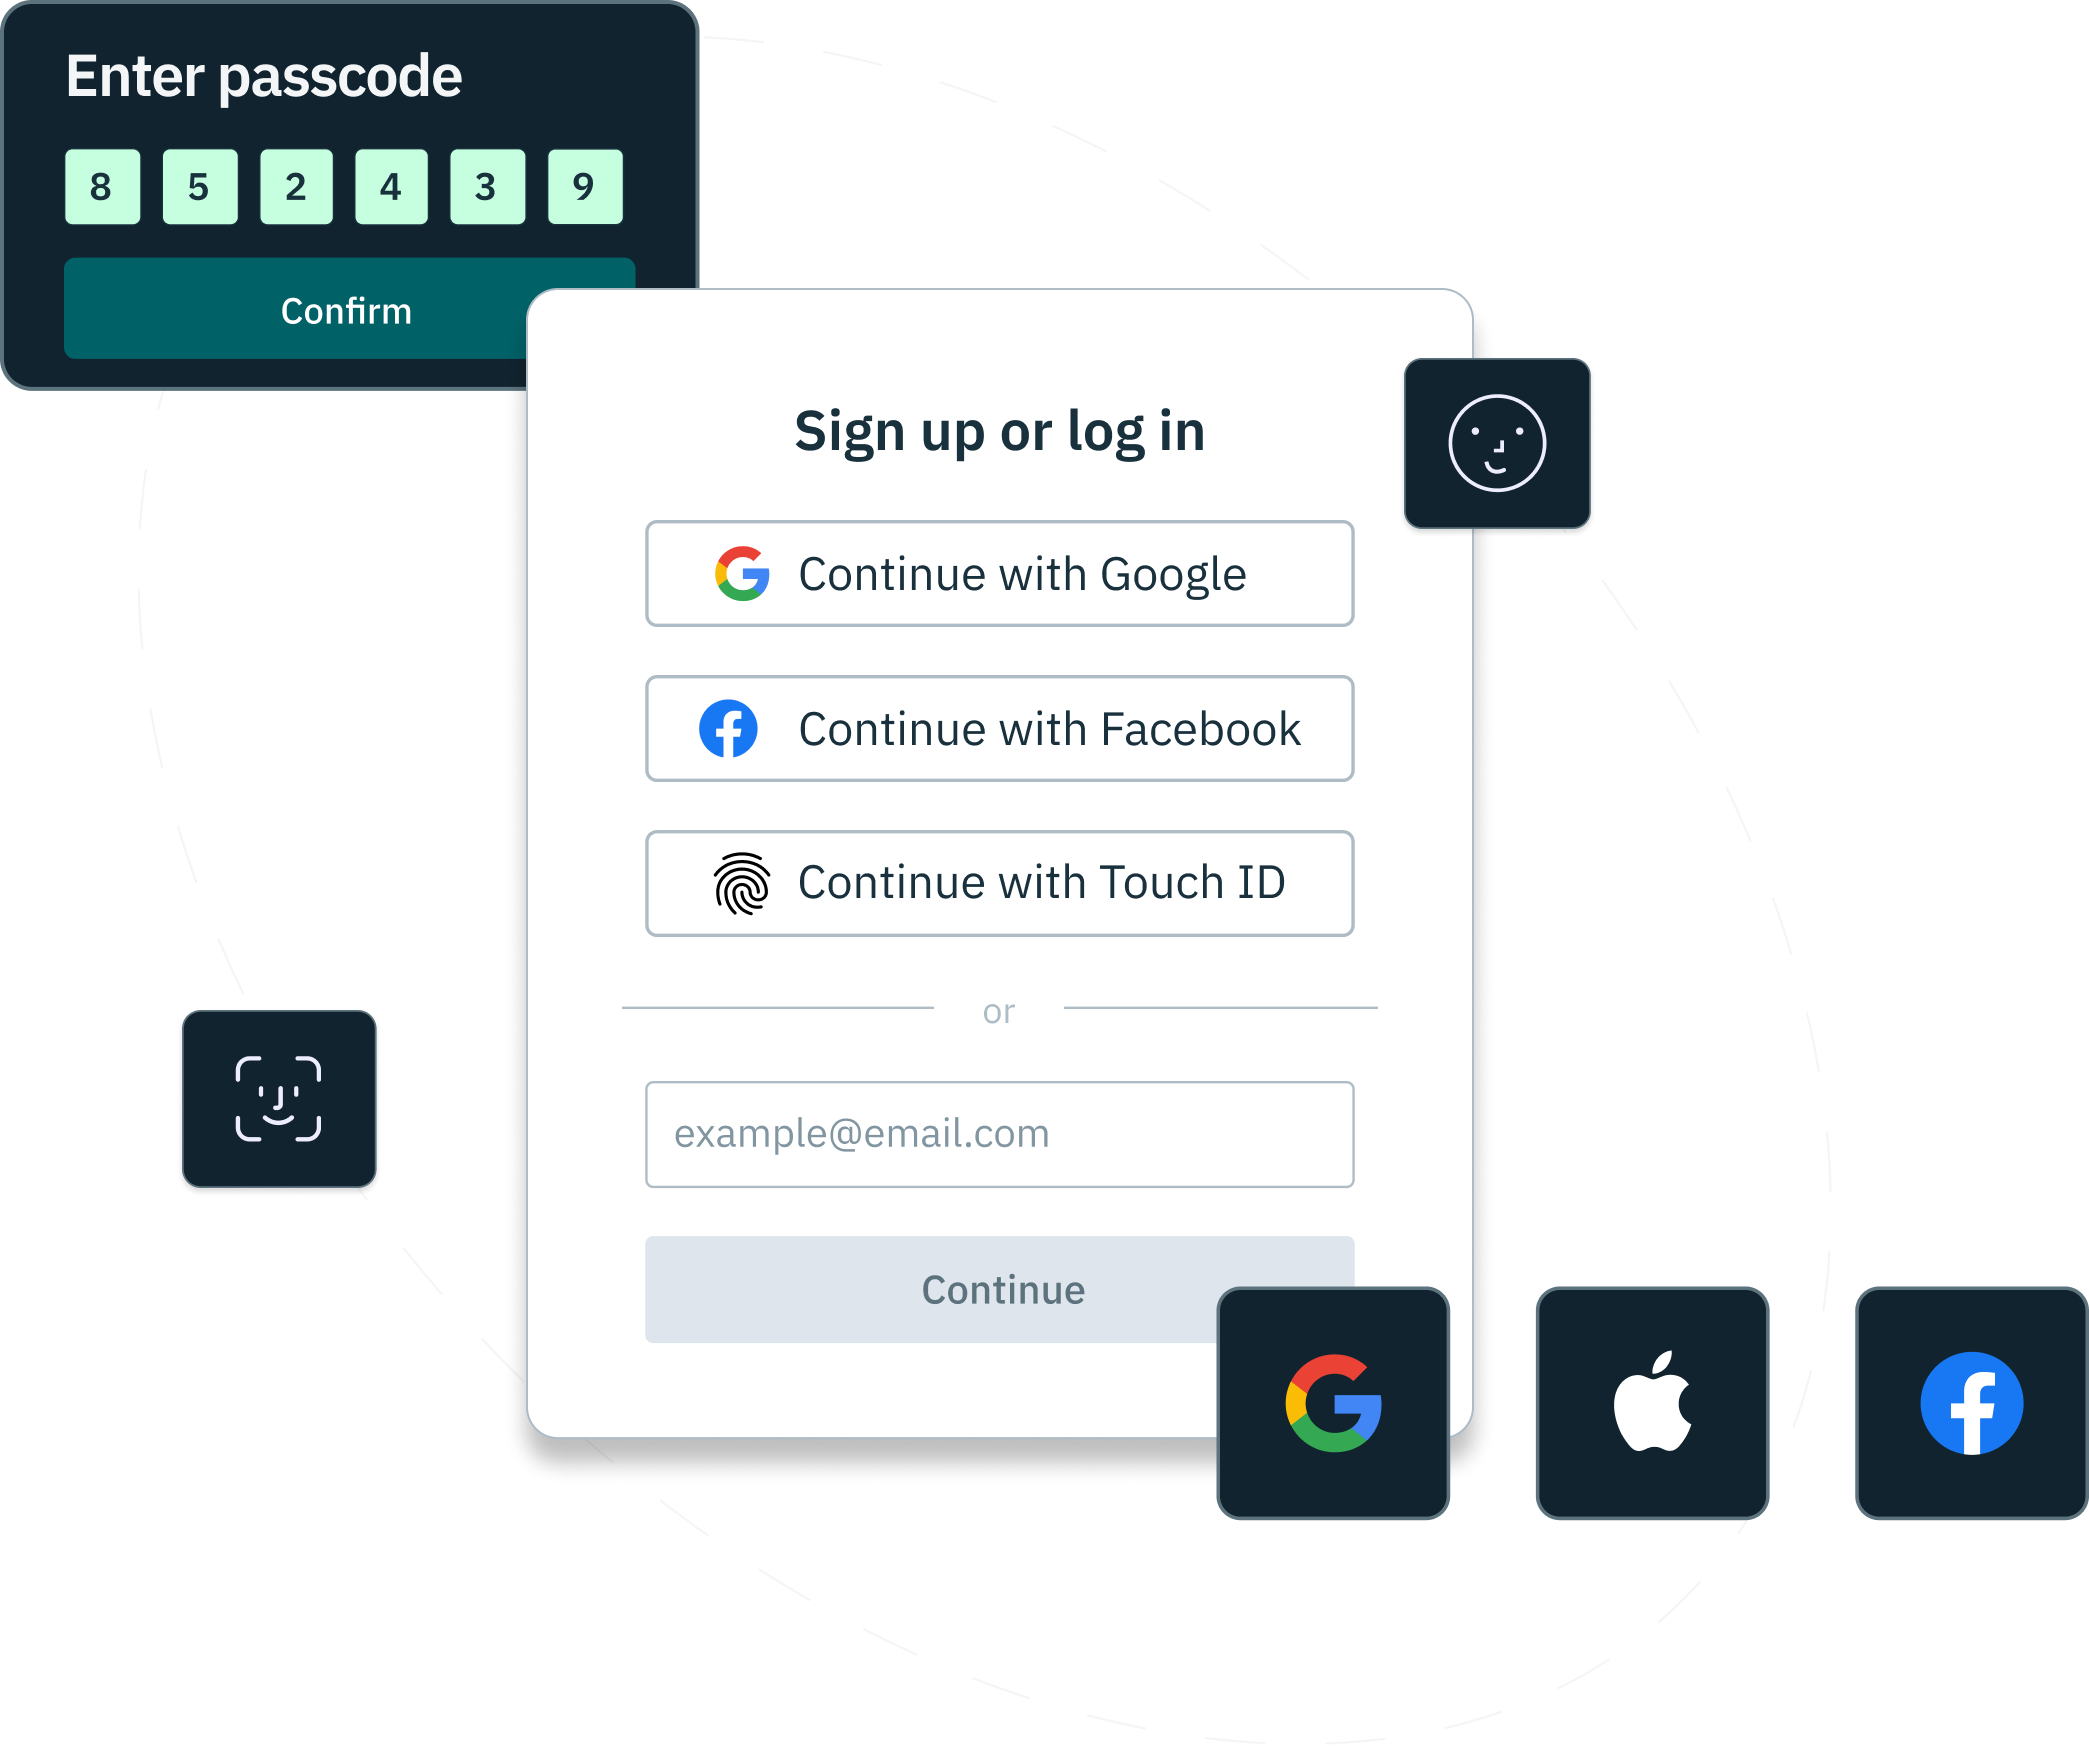 Enter passcode
8 5 2 4 3 9
Confirm
Sign up or log in
Continue with Google
Continue with Facebook
Continue with Touch ID
or
example@email.com
Continue